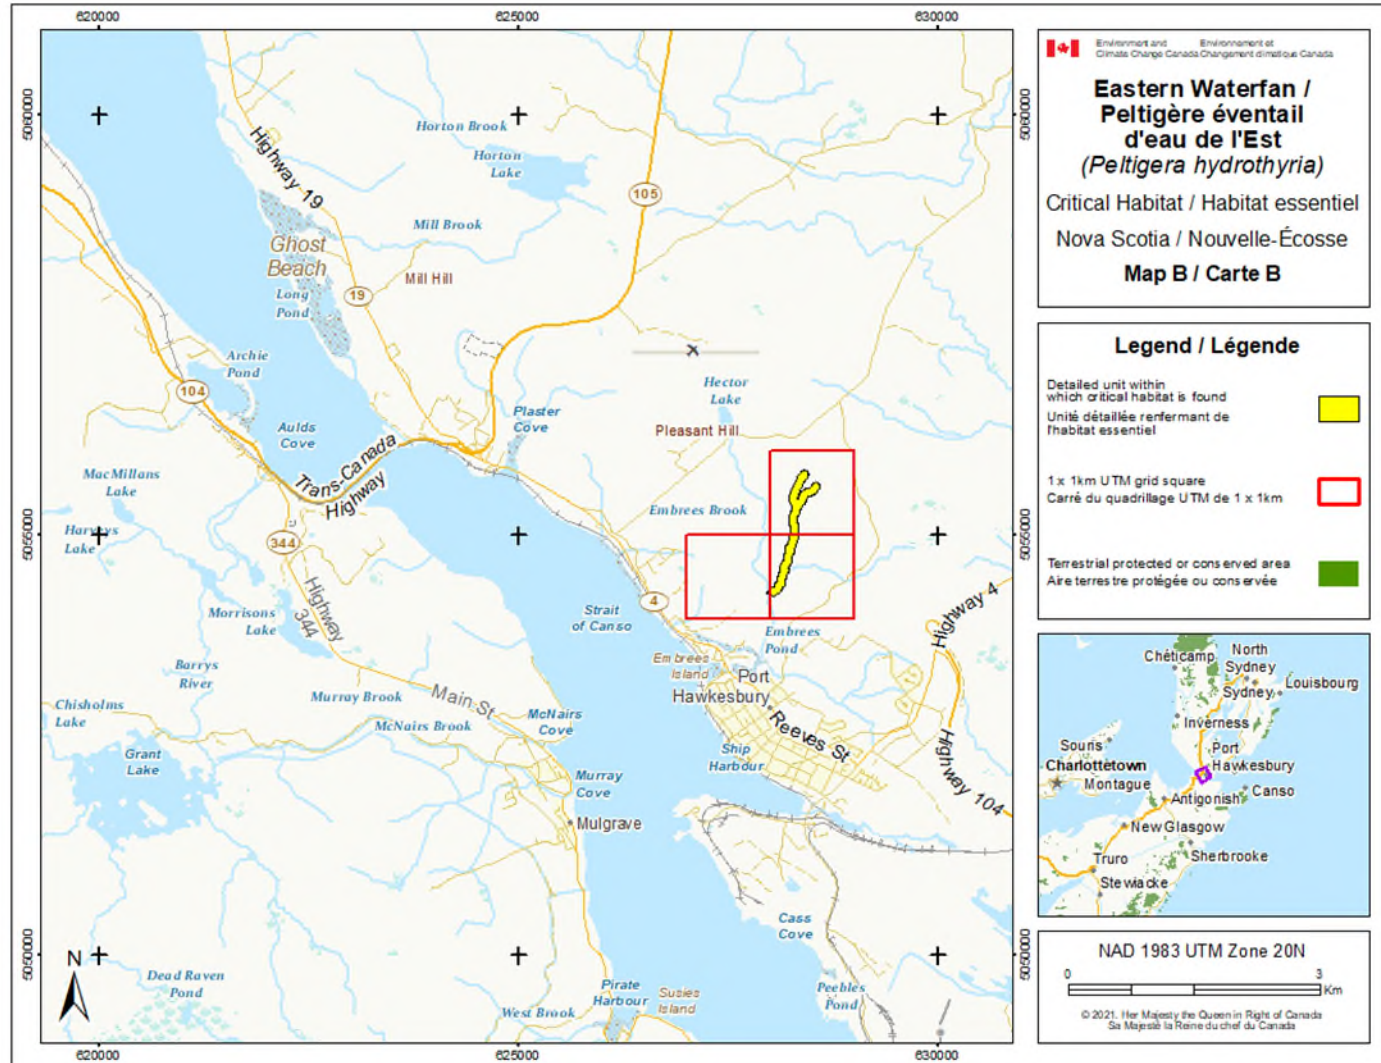 620000
625000
630000
5060000
5060000
Horton Brook
Horton
Lake
Highway 19
105
Mill Brook
Ghost
Beach
Mill Hill
Long
Pond
19
Archie
Pond
Hector
Lake
104
Plaster
Cove
Aulds
Cove
Pleasant Hill
Trans-Canada
Highway
MacMillans
Lake
Embrees Brook
Harveys
Lake
5055000
5055000
344
Highway
344
Morrisons
Lake
4
Strait
of Canso
Highway 4
Embrees
Pond
Barrys
River
Embrees
Island
Port
Hawkesbury
Murray Brook
Main St
Chisholms
Lake
McNairs Brook
McNairs
Cove
Reeves St
Grant
Lake
Ship
Harbour
Highway 104
Murray
Cove
Mulgrave
Cass
Cove
5050000
5050000
N
Dead Raven
Pond
Pirate
Harbour
Susies
Island
Peebles
Pond
West Brook
620000
625000
630000
Environment and
Climate Change Canada
Environnement et
Changement climatique Canada
Eastern Waterfan /
Peltigère éventail
d'eau de l'Est
(Peltigera hydrothyria)
Critical Habitat / Habitat essentiel
Nova Scotia / Nouvelle-Écosse
Map B / Carte B
Legend / Légende
Detailed unit within
which critical habitat is found
Unité détaillée renfermant de
l'habitat essentiel
1 x 1km UTM grid square
Carré du quadrillage UTM de 1 x 1km
Terrestrial protected or conserved area
Aire terrestre protégée ou conservée
Chéticamp
North
Sydney
Sydney
Louisbourg
Inverness
Souris
Port
Hawkesbury
Charlottetown
Montague
Canso
Antigonish
New Glasgow
Sherbrooke
Truro
Stewiacke
NAD 1983 UTM Zone 20N
0
3
Km
© 2021. Her Majesty the Queen in Right of Canada
Sa Majesté la Reine du chef du Canada